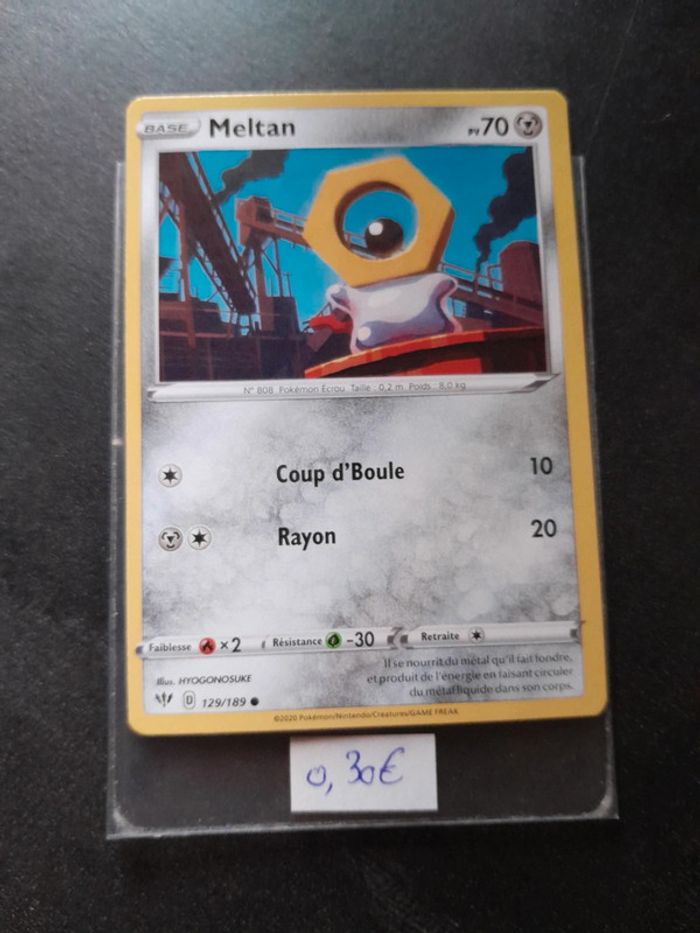 BASE Meltan PV70
N° 808 Pokémon Écrou Taille : 0,2 m Poids : 8,0 kg
Coup d'Boule 10
Rayon 20
Faiblesse ×2 Résistance -30 Retraite
Illus. HYOGONOSUKE
Il se nourrit du métal qu'il fait fondre,
et produit de l'énergie en faisant circuler
du métal liquide dans son corps.
D 129/189
©2020 Pokémon/Nintendo/Creatures/GAME FREAK
0,30€